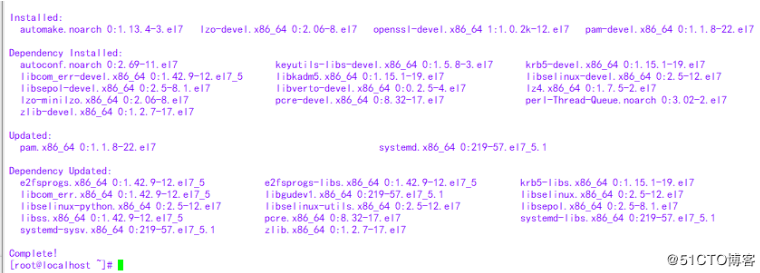 Installed:
automake.noarch 0:1.13.4-3.el7 lzo-devel.x86_64 0:2.06-8.el7 openssl-devel.x86_64 1:1.0.2k-12.el7 pam-devel.x86_64 0:1.1.8-22.el7
Dependency Installed:
autoconf.noarch 0:2.69-11.el7 keyutils-libs-devel.x86_64 0:1.5.8-3.el7 krb5-devel.x86_64 0:1.15.1-19.el7
libcom_err-devel.x86_64 0:1.42.9-12.el7_5 libkadm5.x86_64 0:1.15.1-19.el7 libselinux-devel.x86_64 0:2.5-12.el7
libsepol-devel.x86_64 0:2.5-8.1.el7 libverto-devel.x86_64 0:0.2.5-4.el7 lz4.x86_64 0:1.7.5-2.el7
lzo-minilzo.x86_64 0:2.06-8.el7 pcre-devel.x86_64 0:8.32-17.el7 perl-Thread-Queue.noarch 0:3.02-2.el7
zlib-devel.x86_64 0:1.2.7-17.el7
Updated:
pam.x86_64 0:1.1.8-22.el7 systemd.x86_64 0:219-57.el7_5.1
Dependency Updated:
e2fsprogs.x86_64 0:1.42.9-12.el7_5 e2fsprogs-libs.x86_64 0:1.42.9-12.el7_5 krb5-libs.x86_64 0:1.15.1-19.el7
libcom_err.x86_64 0:1.42.9-12.el7_5 libgudev1.x86_64 0:219-57.el7_5.1 libselinux.x86_64 0:2.5-12.el7
libselinux-python.x86_64 0:2.5-12.el7 libselinux-utils.x86_64 0:2.5-12.el7 libsepol.x86_64 0:2.5-8.1.el7
libss.x86_64 0:1.42.9-12.el7_5 pcre.x86_64 0:8.32-17.el7 systemd-libs.x86_64 0:219-57.el7_5.1
systemd-sysv.x86_64 0:219-57.el7_5.1 zlib.x86_64 0:1.2.7-17.el7
Complete!
[root@localhost ~]#
@51CTO博客